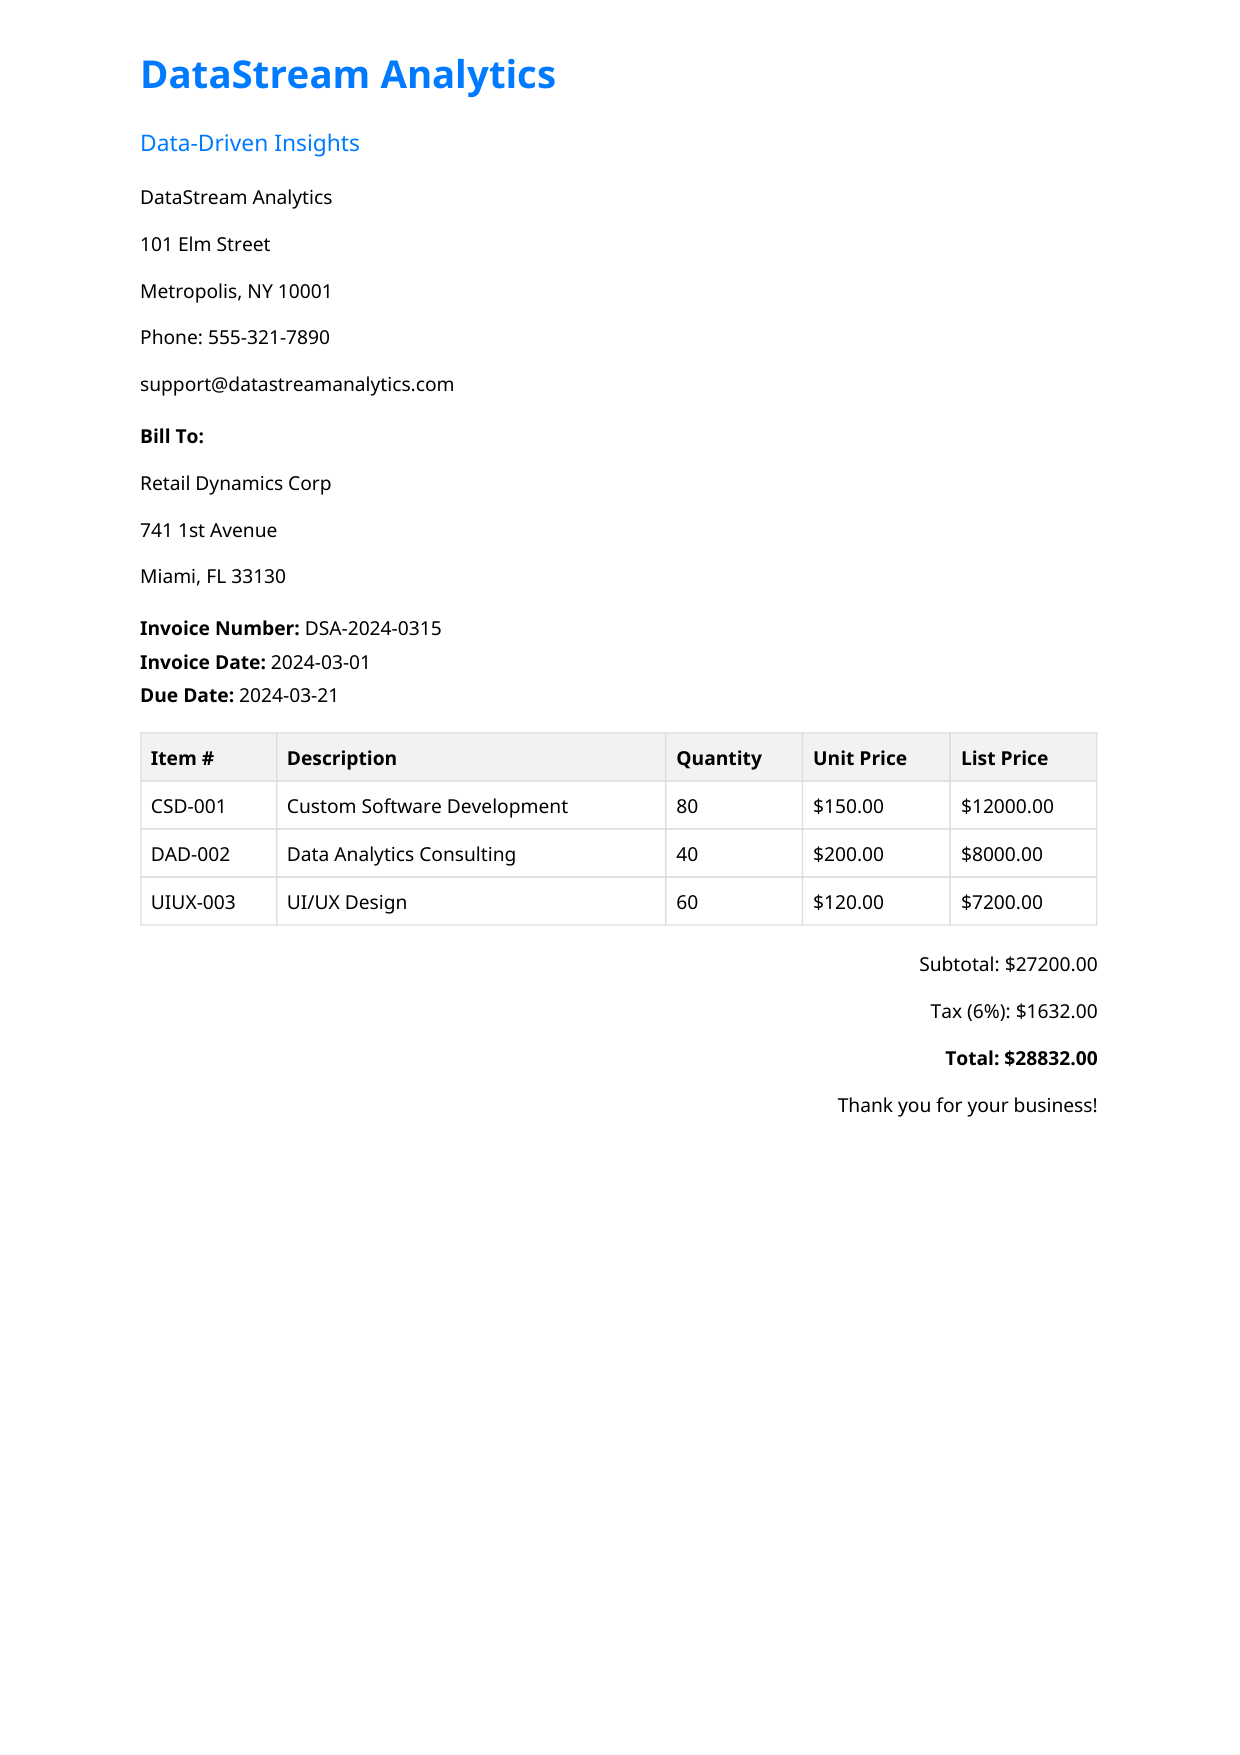 DataStream Analytics
Data-Driven Insights
DataStream Analytics
101 Elm Street
Metropolis, NY 10001
Phone: 555-321-7890
support@datastreamanalytics.com
Bill To:
Retail Dynamics Corp
741 1st Avenue
Miami, FL 33130
Invoice Number: DSA-2024-0315
Invoice Date: 2024-03-01
Due Date: 2024-03-21
Item # Description Quantity Unit Price List Price
CSD-001 Custom Software Development 80 $150.00 $12000.00
DAD-002 Data Analytics Consulting 40 $200.00 $8000.00
UIUX-003 UI/UX Design 60 $120.00 $7200.00
Subtotal: $27200.00
Tax (6%): $1632.00
Total: $28832.00
Thank you for your business!